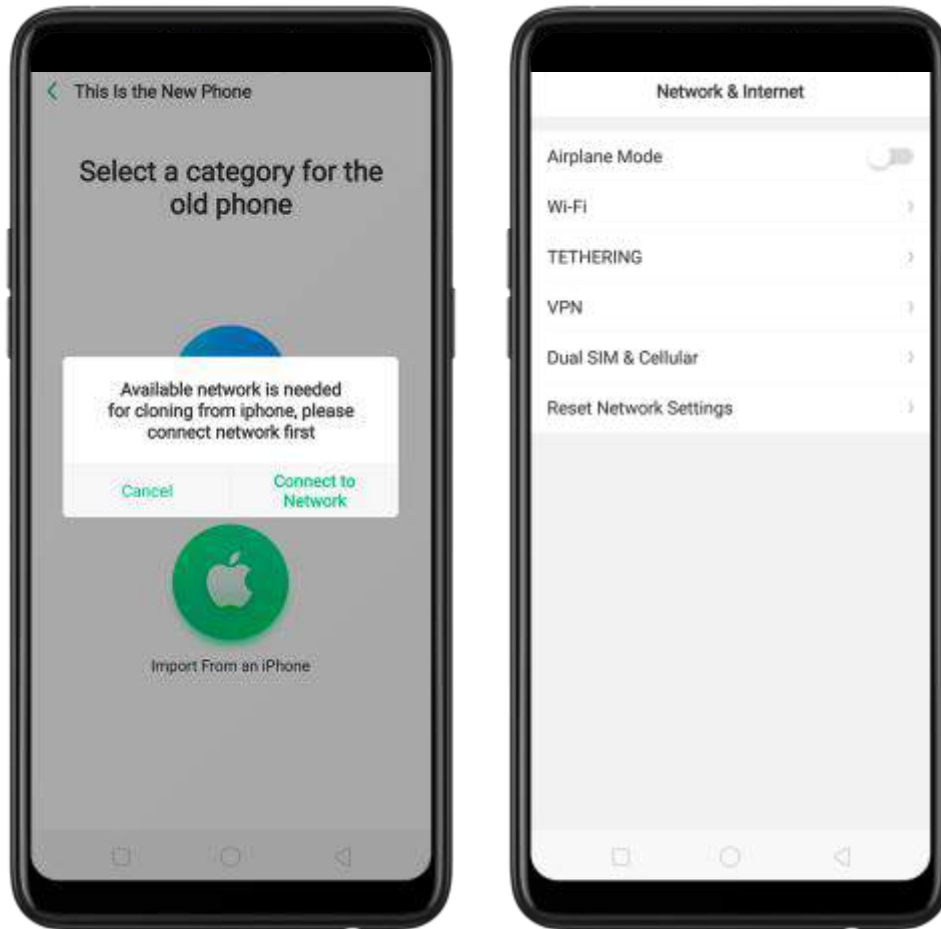 This Is the New Phone
Select a category for the
old phone
Available network is needed
for cloning from iphone, please
connect network first
Cancel
Connect to
Network
Import From an iPhone
Network & Internet
Airplane Mode
Wi-Fi
TETHERING
VPN
Dual SIM & Cellular
Reset Network Settings